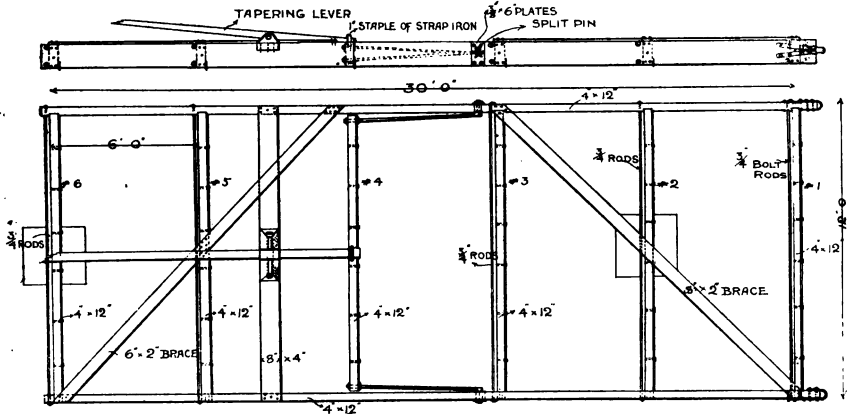 TAPERING LEVER
1" STAPLE OF STRAP IRON
6" PLATES
SPLIT PIN
30' 0"
4" × 12"
6' 0"
#6
#5
#4
#3
#2
#1
3/4" RODS
3/4" RODS
3/4" RODS
3/4" BOLT
RODS
12' 0"
4" × 12
8" × 2" BRACE
4" × 12"
4" × 12"
4" × 12"
4" × 12"
6" × 2" BRACE
8" × 4"
4" × 12"